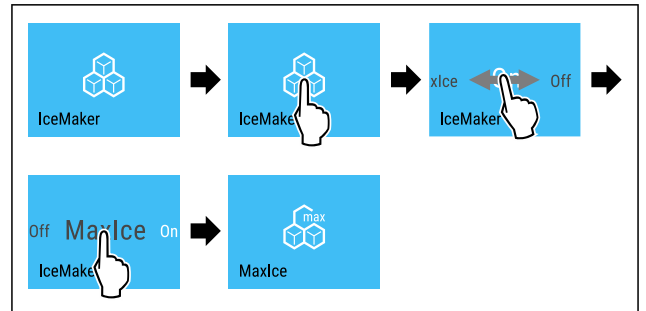 IceMaker
IceMake
xIce Off
IceMaker
Off MaxIce On
IceMake
max
MaxIce